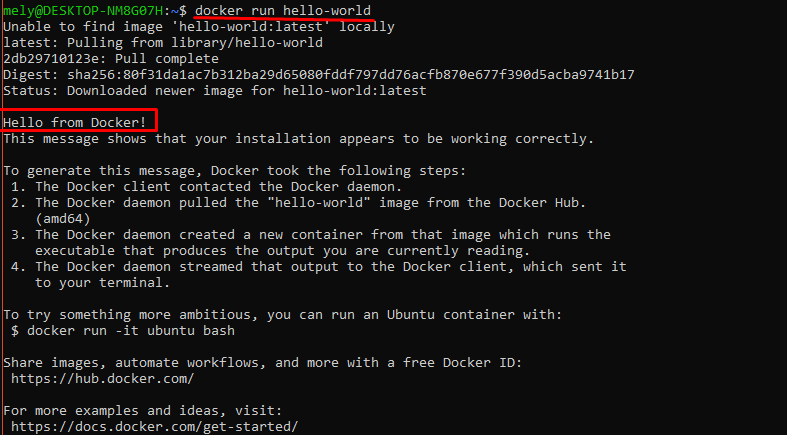 mely@DESKTOP-NM8G07H:~$ docker run hello-world
Unable to find image 'hello-world:latest' locally
latest: Pulling from library/hello-world
2db29710123e: Pull complete
Digest: sha256:80f31da1ac7b312ba29d65080fddf797dd76acfb870e677f390d5acba9741b17
Status: Downloaded newer image for hello-world:latest
Hello from Docker!
This message shows that your installation appears to be working correctly.
To generate this message, Docker took the following steps:
1. The Docker client contacted the Docker daemon.
2. The Docker daemon pulled the "hello-world" image from the Docker Hub.
(amd64)
3. The Docker daemon created a new container from that image which runs the
executable that produces the output you are currently reading.
4. The Docker daemon streamed that output to the Docker client, which sent it
to your terminal.
To try something more ambitious, you can run an Ubuntu container with:
$ docker run -it ubuntu bash
Share images, automate workflows, and more with a free Docker ID:
https://hub.docker.com/
For more examples and ideas, visit:
https://docs.docker.com/get-started/